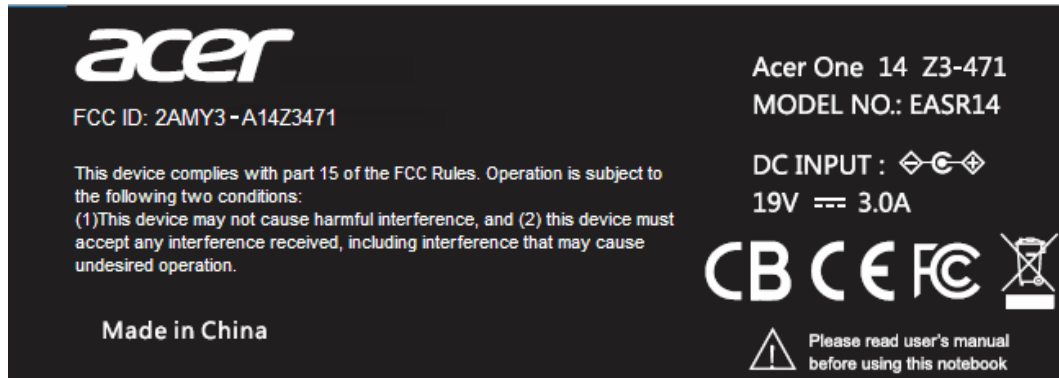 acer
FCC ID: 2AMY3-A14Z3471
This device complies with part 15 of the FCC Rules. Operation is subject to
the following two conditions:
(1)This device may not cause harmful interference, and (2) this device must
accept any interference received, including interference that may cause
undesired operation.
Made in China
Acer One 14 Z3-471
MODEL NO.: EASR14
DC INPUT :
19V ⎓ 3.0A
CB CE FC
Please read user's manual
before using this notebook